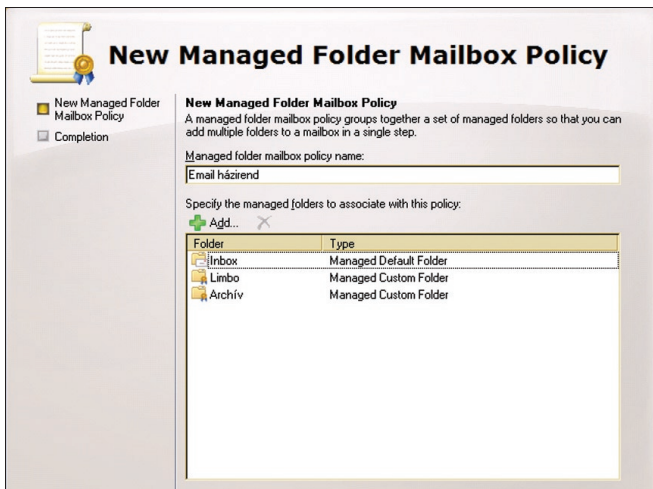 New Managed Folder Mailbox Policy
New Managed Folder
Mailbox Policy
Completion
New Managed Folder Mailbox Policy
A managed folder mailbox policy groups together a set of managed folders so that you can
add multiple folders to a mailbox in a single step.
Managed folder mailbox policy name:
Email házirend
Specify the managed folders to associate with this policy:
Add...
Folder Type
Inbox Managed Default Folder
Limbo Managed Custom Folder
Archív Managed Custom Folder